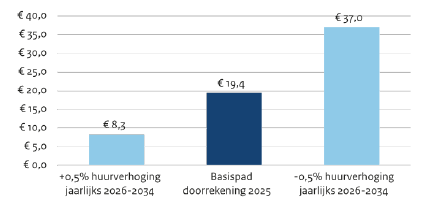 € 40,0
€ 35,0
€ 30,0
€ 25,0
€ 20,0
€ 15,0
€ 10,0
€ 5,0
€ 0,0
€ 8,3
€ 19,4
€ 37,0
+0,5% huurverhoging
jaarlijks 2026-2034
Basispad
doorrekening 2025
-0,5% huurverhoging
jaarlijks 2026-2034